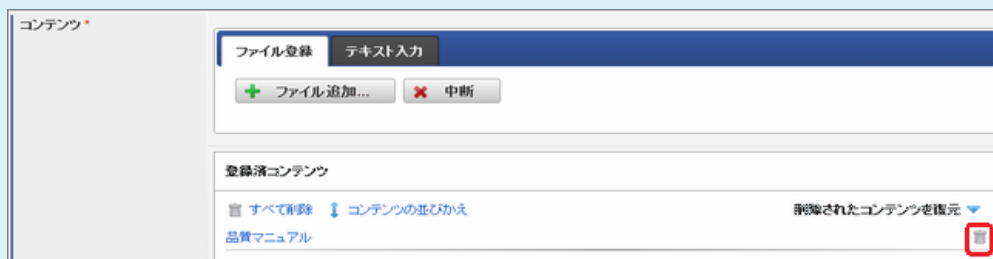 コンテンツ*
ファイル登録 テキスト入力
ファイル追加... 中断
登録済コンテンツ
すべて削除 コンテンツの並びかえ 削除されたコンテンツを復元
品質マニュアル